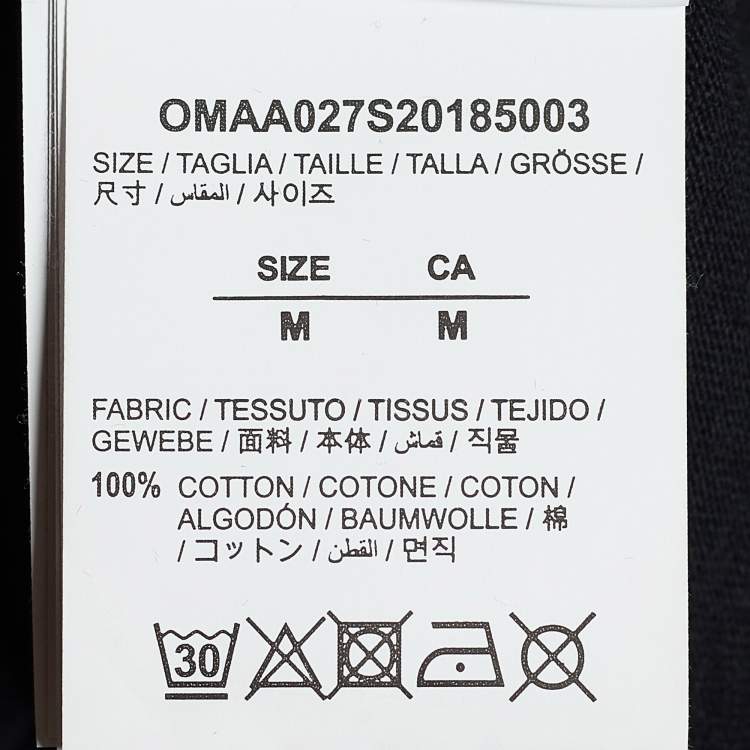 OMAA027S20185003
SIZE / TAGLIA / TAILLE / TALLA / GRÖSSE /
尺寸 / المقاس / 사이즈
SIZE CA
M M
FABRIC / TESSUTO / TISSUS / TEJIDO /
GEWEBE / 面料 / 本体 / قماش / 직물
100% COTTON / COTONE / COTON /
ALGODÓN / BAUMWOLLE / 棉
/ コットン / القطن / 면직
30